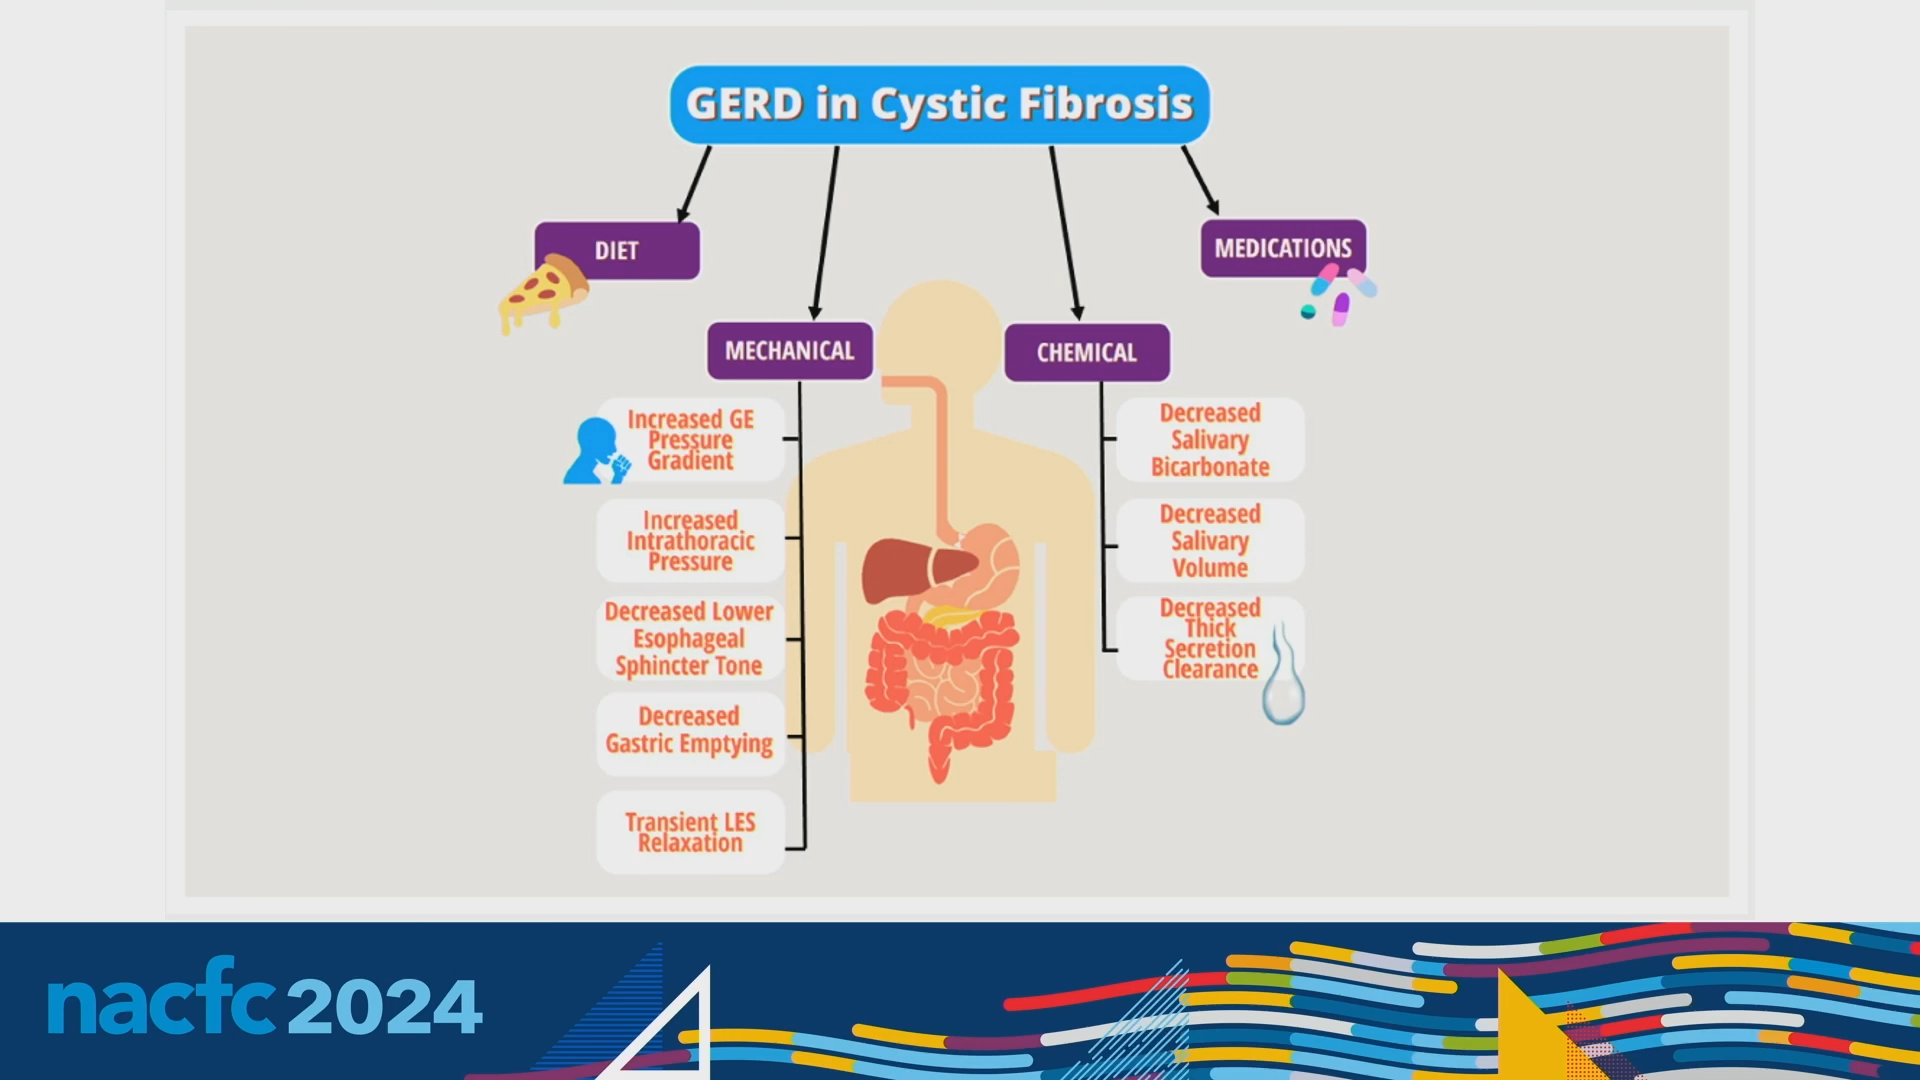 GERD in Cystic Fibrosis
DIET
MEDICATIONS
MECHANICAL
CHEMICAL
Increased GE
Pressure
Gradient
Increased
Intrathoracic
Pressure
Decreased Lower
Esophageal
Sphincter Tone
Decreased
Gastric Emptying
Transient LES
Relaxation
Decreased
Salivary
Bicarbonate
Decreased
Salivary
Volume
Decreased
Thick
Secretion
Clearance
nacfc 2024